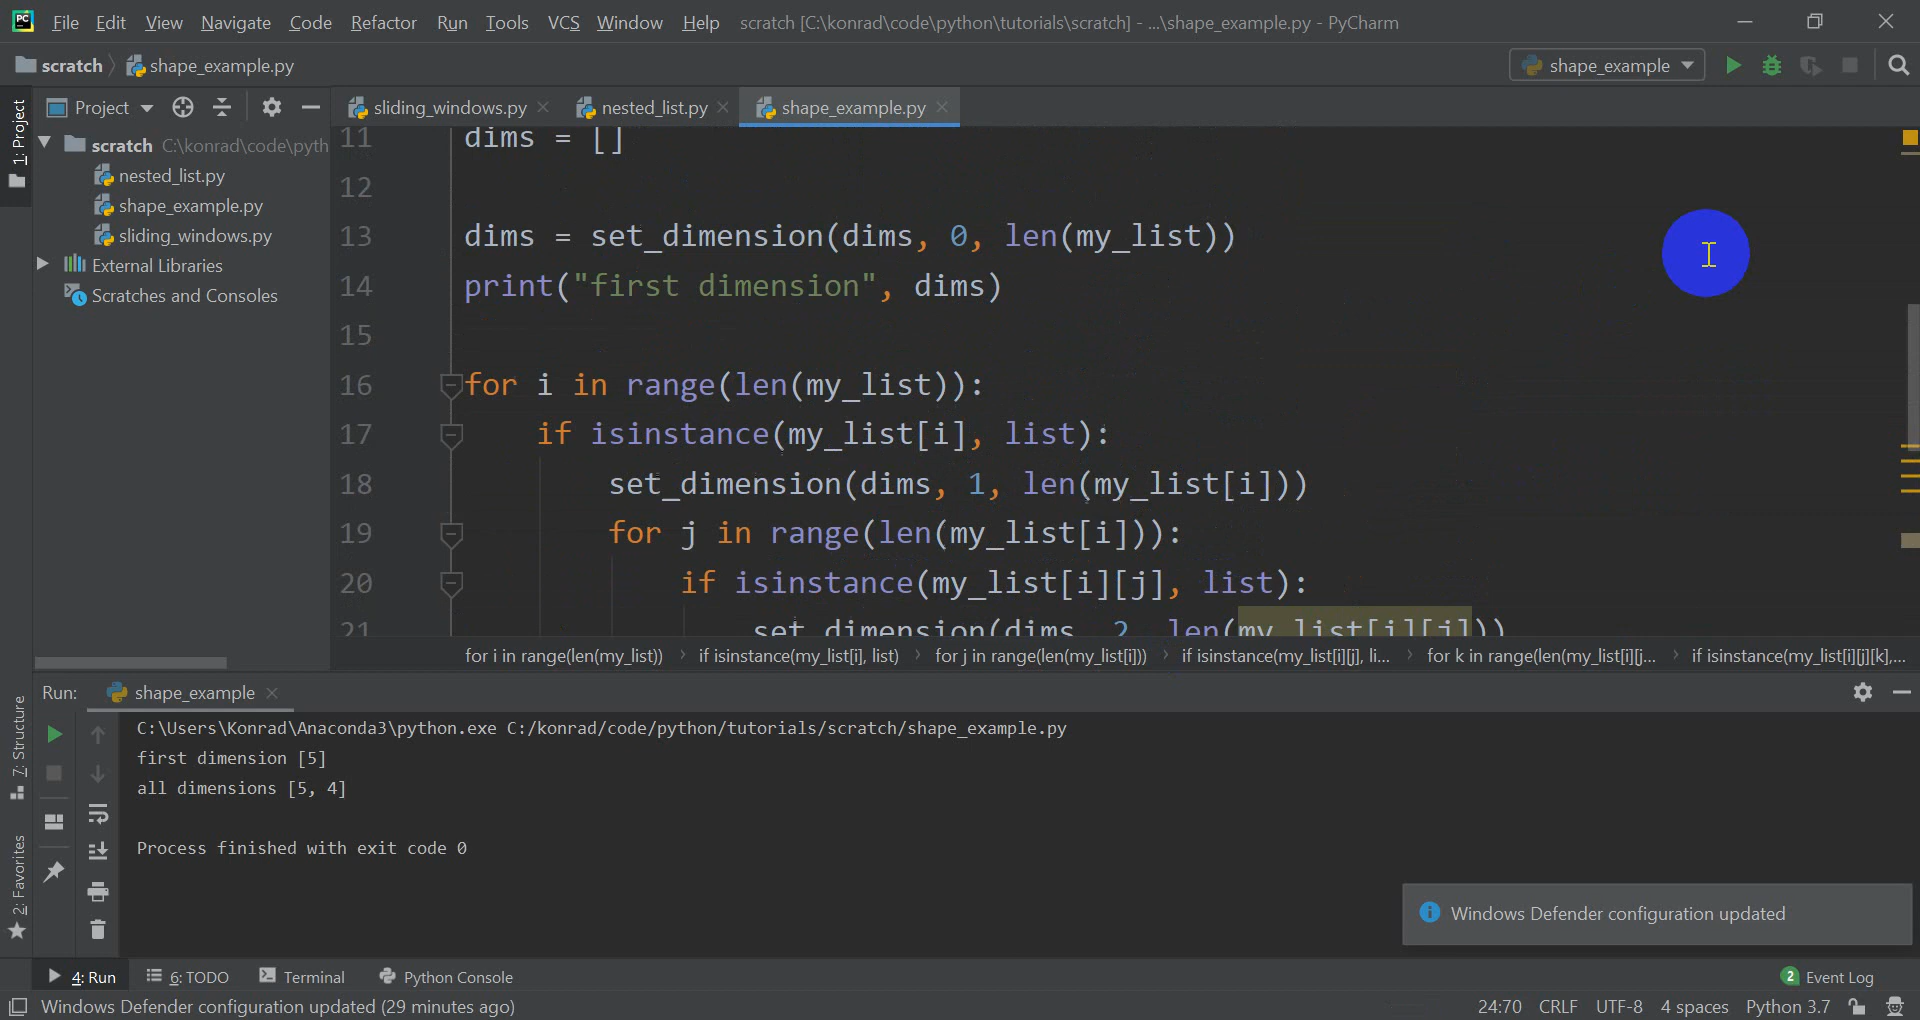 PC File Edit View Navigate Code Refactor Run Tools VCS Window Help scratch [C:\konrad\code\python\tutorials\scratch] - ...\shape_example.py - PyCharm
scratch shape_example.py shape_example
1: Project
Project
scratch C:\konrad\code\pyth
nested_list.py
shape_example.py
sliding_windows.py
External Libraries
Scratches and Consoles
sliding_windows.py nested_list.py shape_example.py
11 dims = []
12
13 dims = set_dimension(dims, 0, len(my_list))
14 print("first dimension", dims)
15
16 for i in range(len(my_list)):
17 if isinstance(my_list[i], list):
18 set_dimension(dims, 1, len(my_list[i]))
19 for j in range(len(my_list[i])):
20 if isinstance(my_list[i][j], list):
21 set_dimension(dims, 2, len(my_list[i][j]))
for i in range(len(my_list)) if isinstance(my_list[i], list) for j in range(len(my_list[i])) if isinstance(my_list[i][j], li... for k in range(len(my_list[i][j... if isinstance(my_list[i][j][k],...
Run: shape_example
7: Structure
2: Favorites
C:\Users\Konrad\Anaconda3\python.exe C:/konrad/code/python/tutorials/scratch/shape_example.py
first dimension [5]
all dimensions [5, 4]
Process finished with exit code 0
Windows Defender configuration updated
4: Run 6: TODO Terminal Python Console 2 Event Log
Windows Defender configuration updated (29 minutes ago) 24:70 CRLF UTF-8 4 spaces Python 3.7